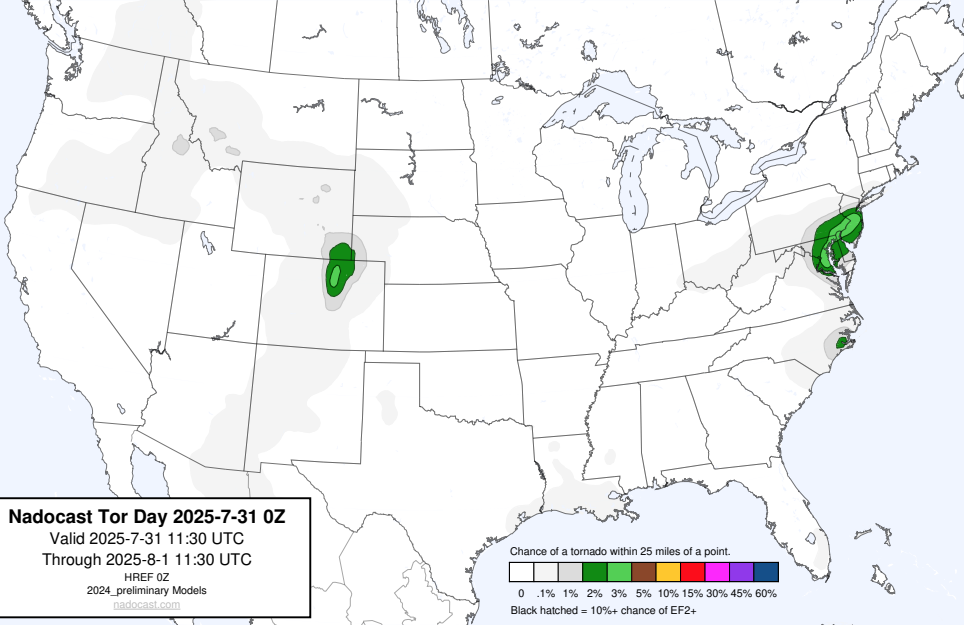 Nadocast Tor Day 2025-7-31 0Z
Valid 2025-7-31 11:30 UTC
Through 2025-8-1 11:30 UTC
HREF 0Z
2024_preliminary Models
nadocast.com
Chance of a tornado within 25 miles of a point.
0 .1% 1% 2% 3% 5% 10% 15% 30% 45% 60%
Black hatched = 10%+ chance of EF2+